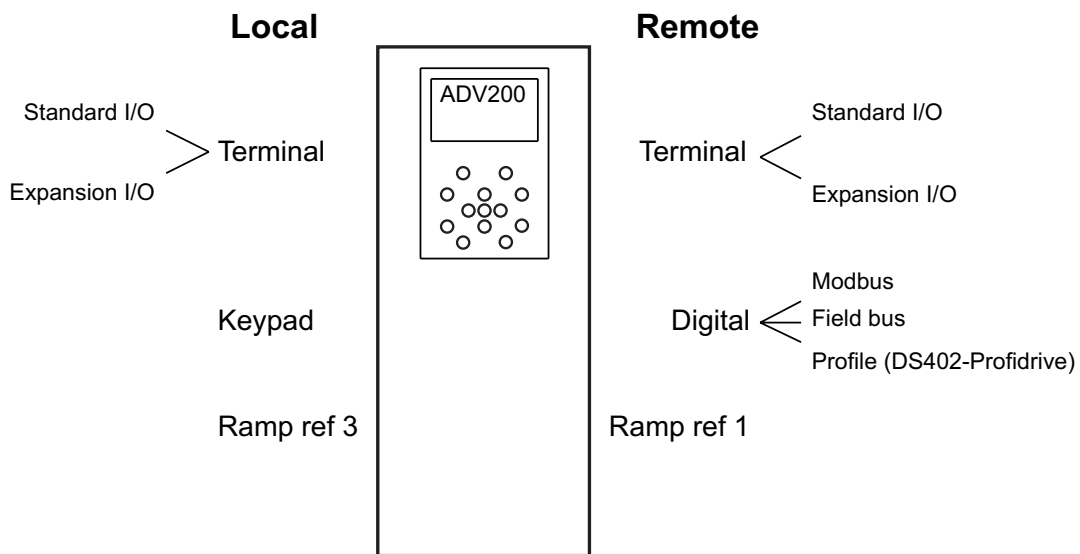 Local
Remote
ADV200
Standard I/O
Terminal
Expansion I/O
Terminal
Standard I/O
Expansion I/O
Keypad
Digital
Modbus
Field bus
Profile (DS402-Profidrive)
Ramp ref 3
Ramp ref 1